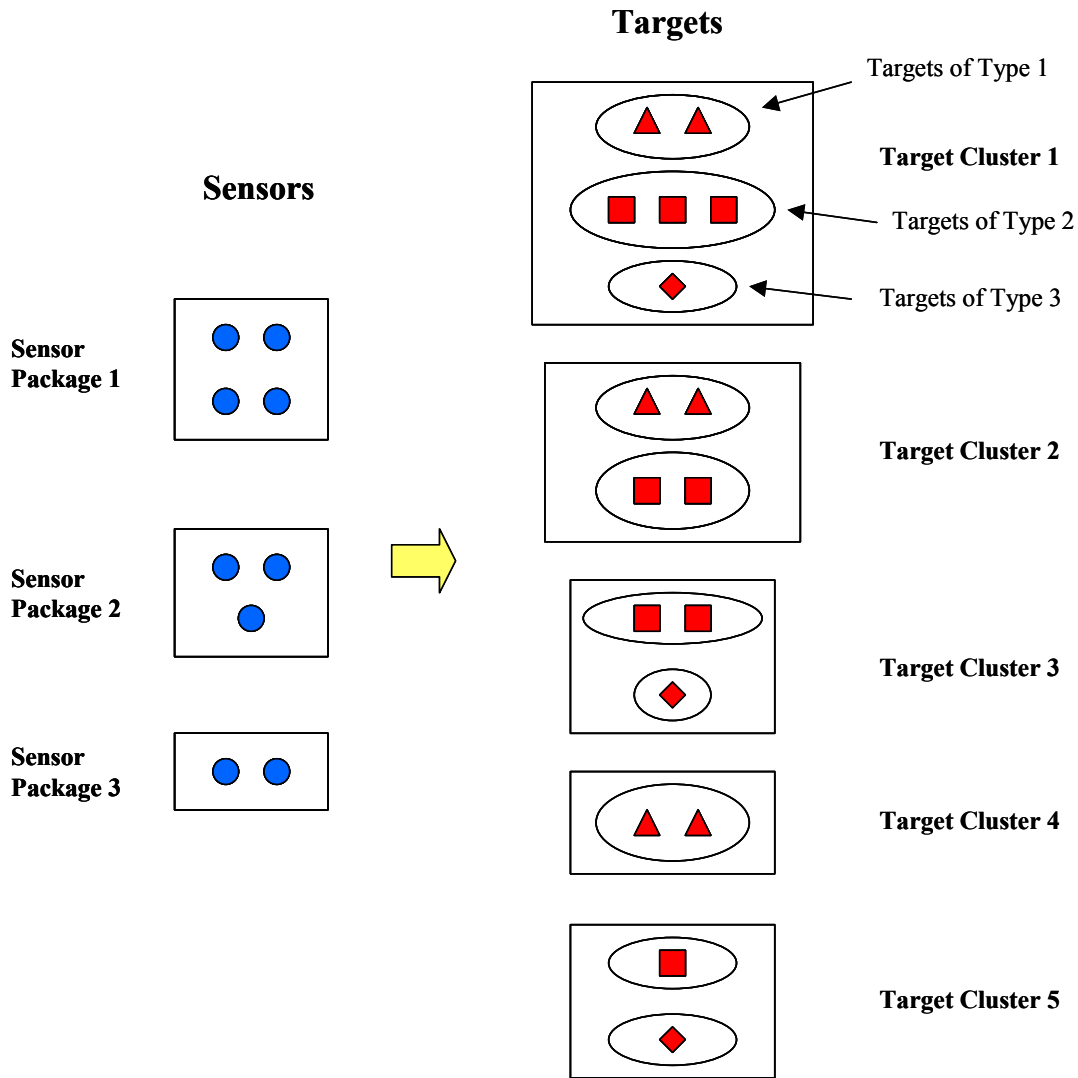 Targets
Targets of Type 1
Target Cluster 1
Sensors
Targets of Type 2
Targets of Type 3
Sensor
Package 1
Target Cluster 2
Sensor
Package 2
Target Cluster 3
Sensor
Package 3
Target Cluster 4
Target Cluster 5